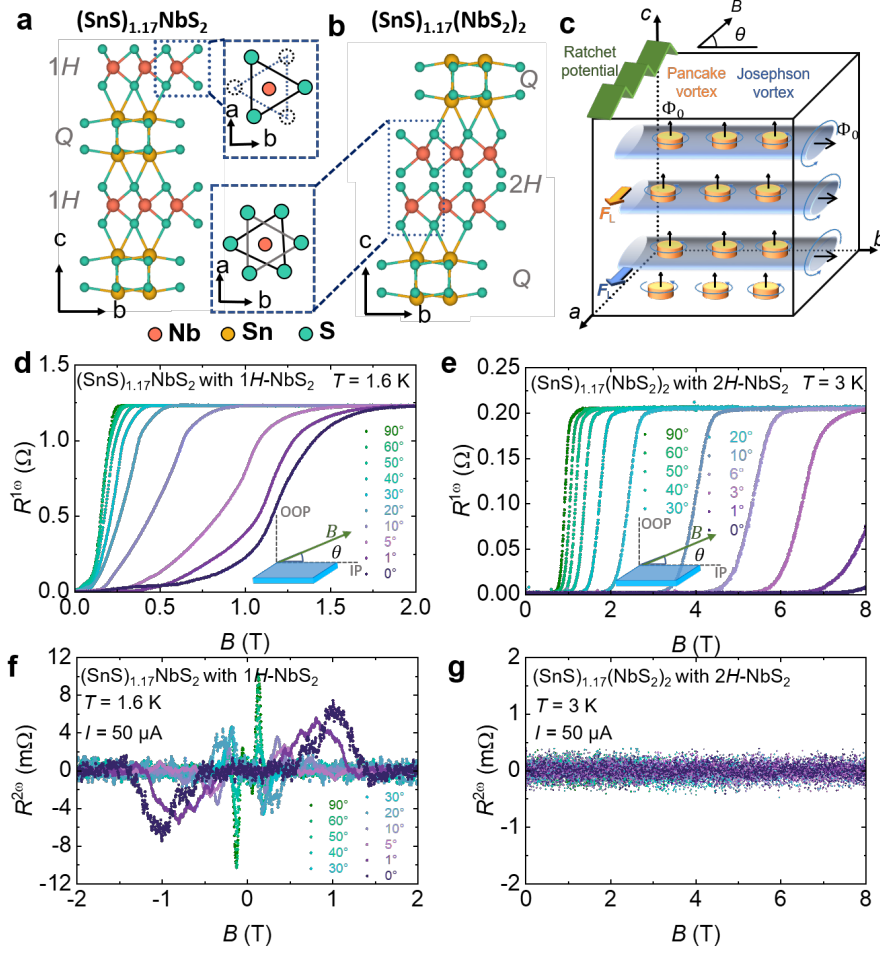 a
(SnS)1.17NbS2
1H
Q
1H
c
b
a
b
a
b
b
(SnS)1.17(NbS2)2
Q
2H
Q
c
b
Nb
Sn
S
c
c
B
θ
Ratchet
potential
Pancake
vortex
Josephson
vortex
Φ0
Φ0
FL
FL
b
a
d
(SnS)1.17NbS2 with 1H-NbS2
T = 1.6 K
R1ω (Ω)
1.5
1.0
0.5
0.0
90°
60°
50°
40°
30°
20°
10°
5°
1°
0°
OOP
B
θ
IP
0.0
0.5
1.0
1.5
2.0
B (T)
e
(SnS)1.17(NbS2)2 with 2H-NbS2
T = 3 K
R1ω (Ω)
0.25
0.20
0.15
0.10
0.05
0.00
90°
60°
50°
40°
30°
20°
10°
6°
3°
1°
0°
OOP
B
θ
IP
0
2
4
6
8
B (T)
f
(SnS)1.17NbS2 with 1H-NbS2
T = 1.6 K
I = 50 μA
R2ω (mΩ)
12
8
4
0
-4
-8
-12
90°
60°
50°
40°
30°
30°
20°
10°
5°
1°
0°
-2
-1
0
1
2
B (T)
g
(SnS)1.17(NbS2)2 with 2H-NbS2
T = 3 K
I = 50 μA
R2ω (mΩ)
2
1
0
-1
-2
0
2
4
6
8
B (T)